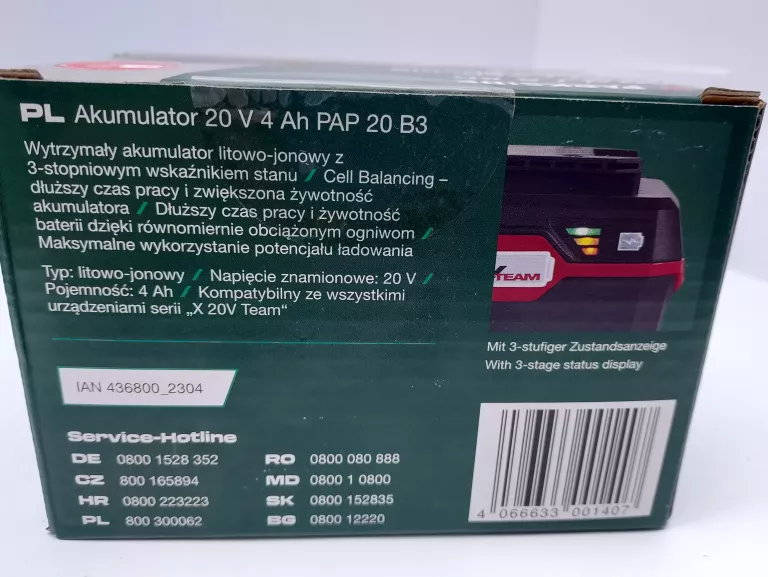 PL Akumulator 20 V 4 Ah PAP 20 B3
Wytrzymały akumulator litowo-jonowy z
3-stopniowym wskaźnikiem stanu / Cell Balancing –
dłuższy czas pracy i zwiększona żywotność
akumulatora / Dłuższy czas pracy i żywotność
baterii dzięki równomiernie obciążonym ogniwom /
Maksymalne wykorzystanie potencjału ładowania
Typ: litowo-jonowy / Napięcie znamionowe: 20 V /
Pojemność: 4 Ah / Kompatybilny ze wszystkimi
urządzeniami serii „X 20V Team“
TEAM
Mit 3-stufiger Zustandsanzeige
With 3-stage status display
IAN 436800_2304
Service-Hotline
DE 0800 1528 352
CZ 800 165894
HR 0800 223223
PL 800 300062
RO 0800 080 888
MD 0800 1 0800
SK 0800 152835
BG 0800 12220
4 066633 001407